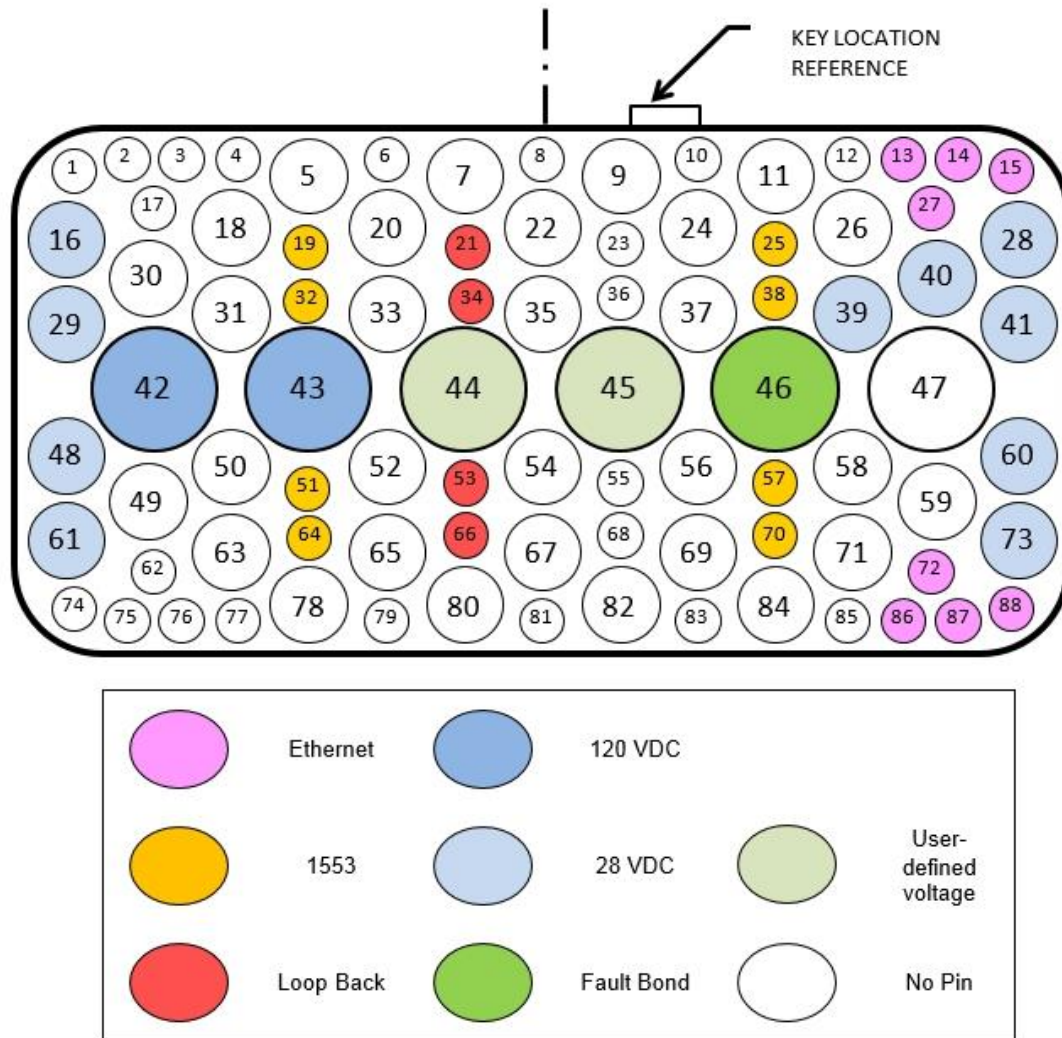 KEY LOCATION
REFERENCE
1 2 3 4 5 6 7 8 9 10 11 12 13 14 15
16 17 18 19 20 21 22 23 24 25 26 27 28
29 30 31 32 33 34 35 36 37 38 39 40 41
42 43 44 45 46 47
48 49 50 51 52 53 54 55 56 57 58 59 60
61 62 63 64 65 66 67 68 69 70 71 72 73
74 75 76 77 78 79 80 81 82 83 84 85 86 87 88
Ethernet 120 VDC
1553 28 VDC User-
defined
voltage
Loop Back Fault Bond No Pin